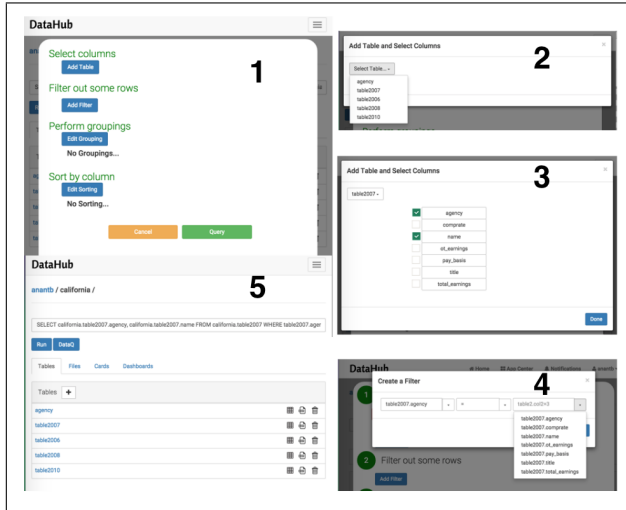 DataHub
Select columns
Add Table
1
Filter out some rows
Add Filter
Perform groupings
Edit Grouping
No Groupings...
Sort by column
Edit Sorting
No Sorting...
Cancel
Query
Add Table and Select Columns
×
2
Select Table...
agency
table2007
table2006
table2008
table2010
Add Table and Select Columns
×
3
table2007
agency
comprate
name
ot_earnings
pay_basis
title
total_earnings
Done
DataHub
anantb / california /
5
SELECT california.table2007.agency, california.table2007.name FROM california.table2007 WHERE table2007.ager
Run
DataQ
Tables
Files
Cards
Dashboards
Tables +
agency
table2007
table2006
table2008
table2010
DataHub
Home
App Center
Notifications
anantb
Create a Filter
×
4
1
table2007.agency
=
table2.col2+3
table2007.agency
table2007.comprate
table2007.name
table2007.ot_earnings
table2007.pay_basis
table2007.title
table2007.total_earnings
2
Filter out some rows
Add Filter